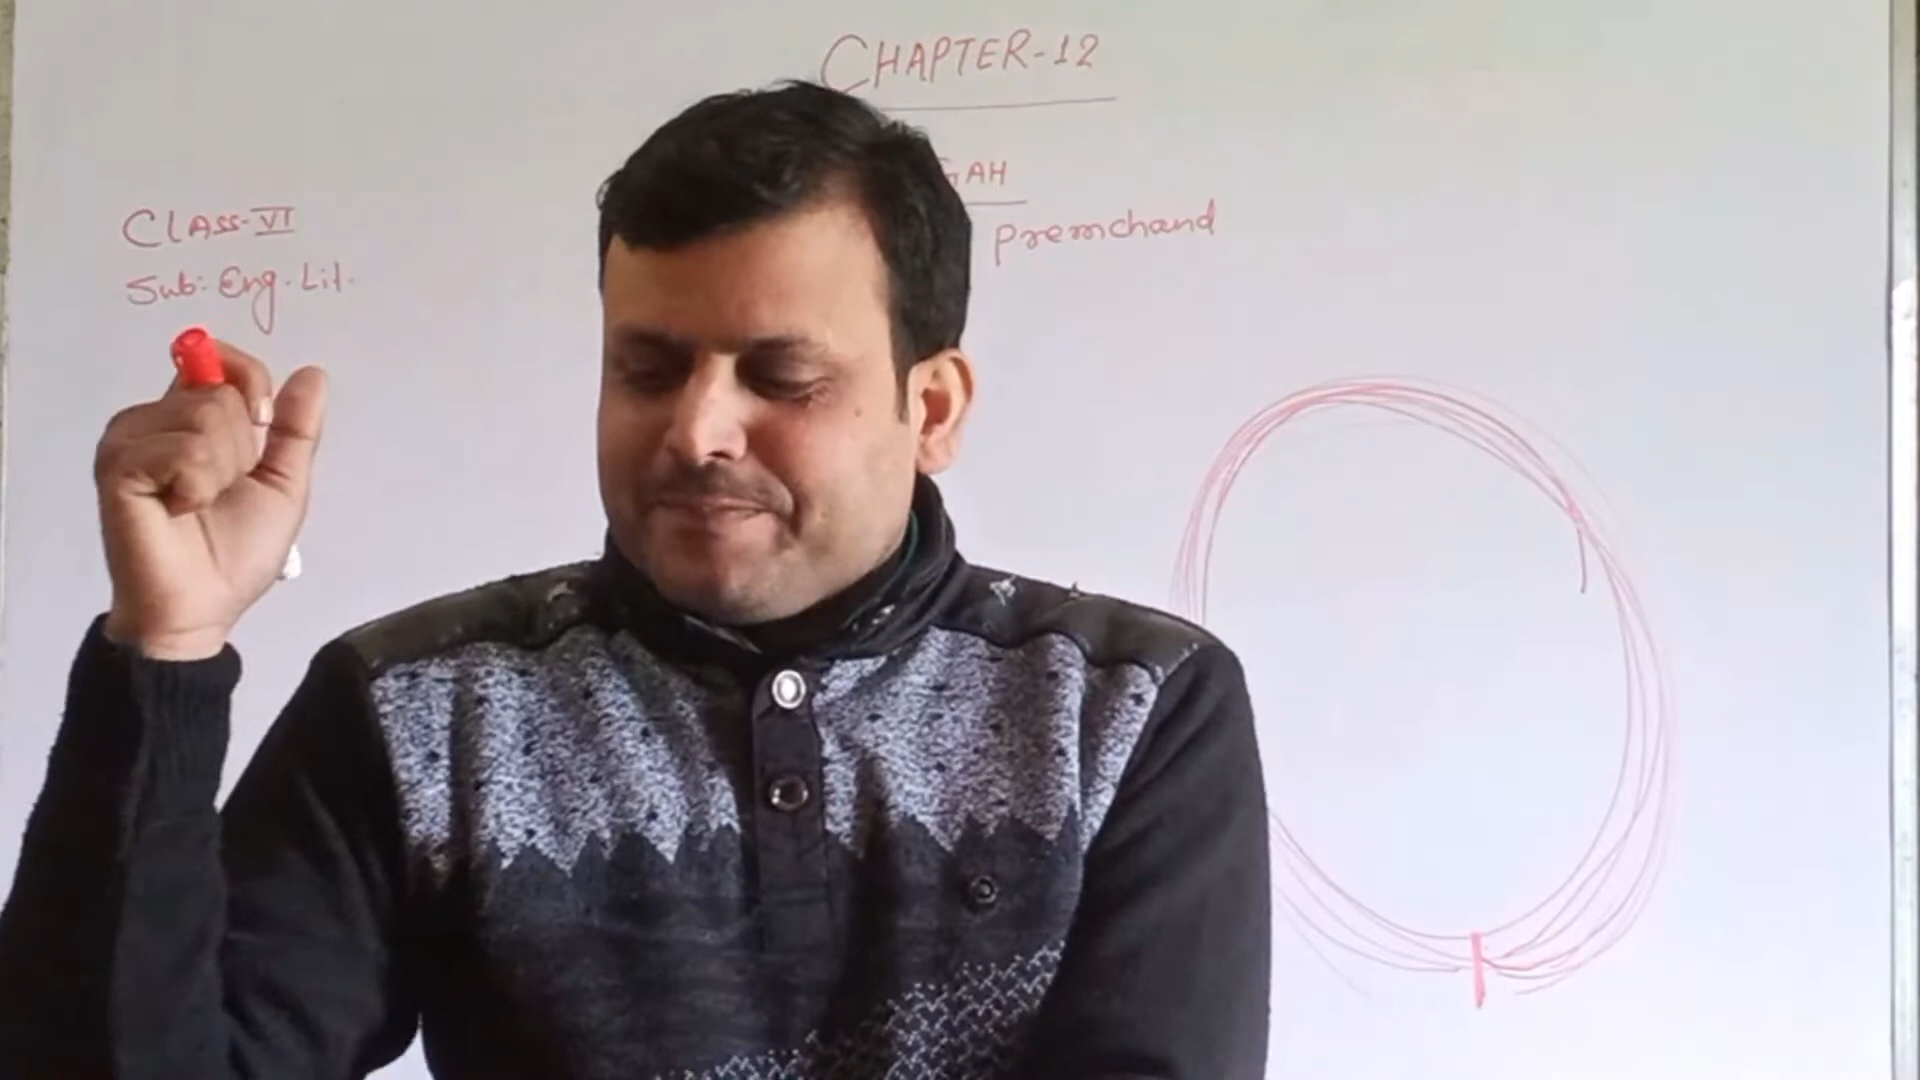 CHAPTER-12
GAH
Premchand
CLASS-VI
Sub: Eng. Lit.